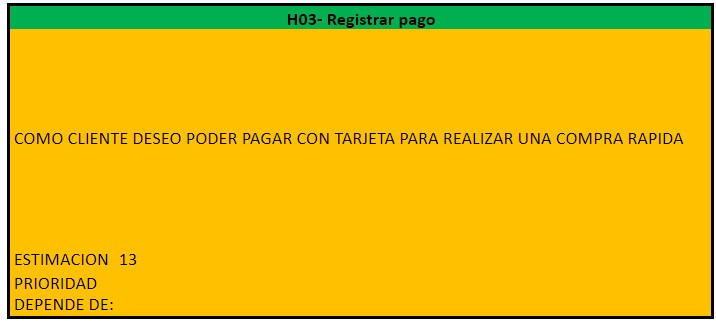 H03- Registrar pago
COMO CLIENTE DESEO PODER PAGAR CON TARJETA PARA REALIZAR UNA COMPRA RAPIDA
ESTIMACION 13
PRIORIDAD
DEPENDE DE: